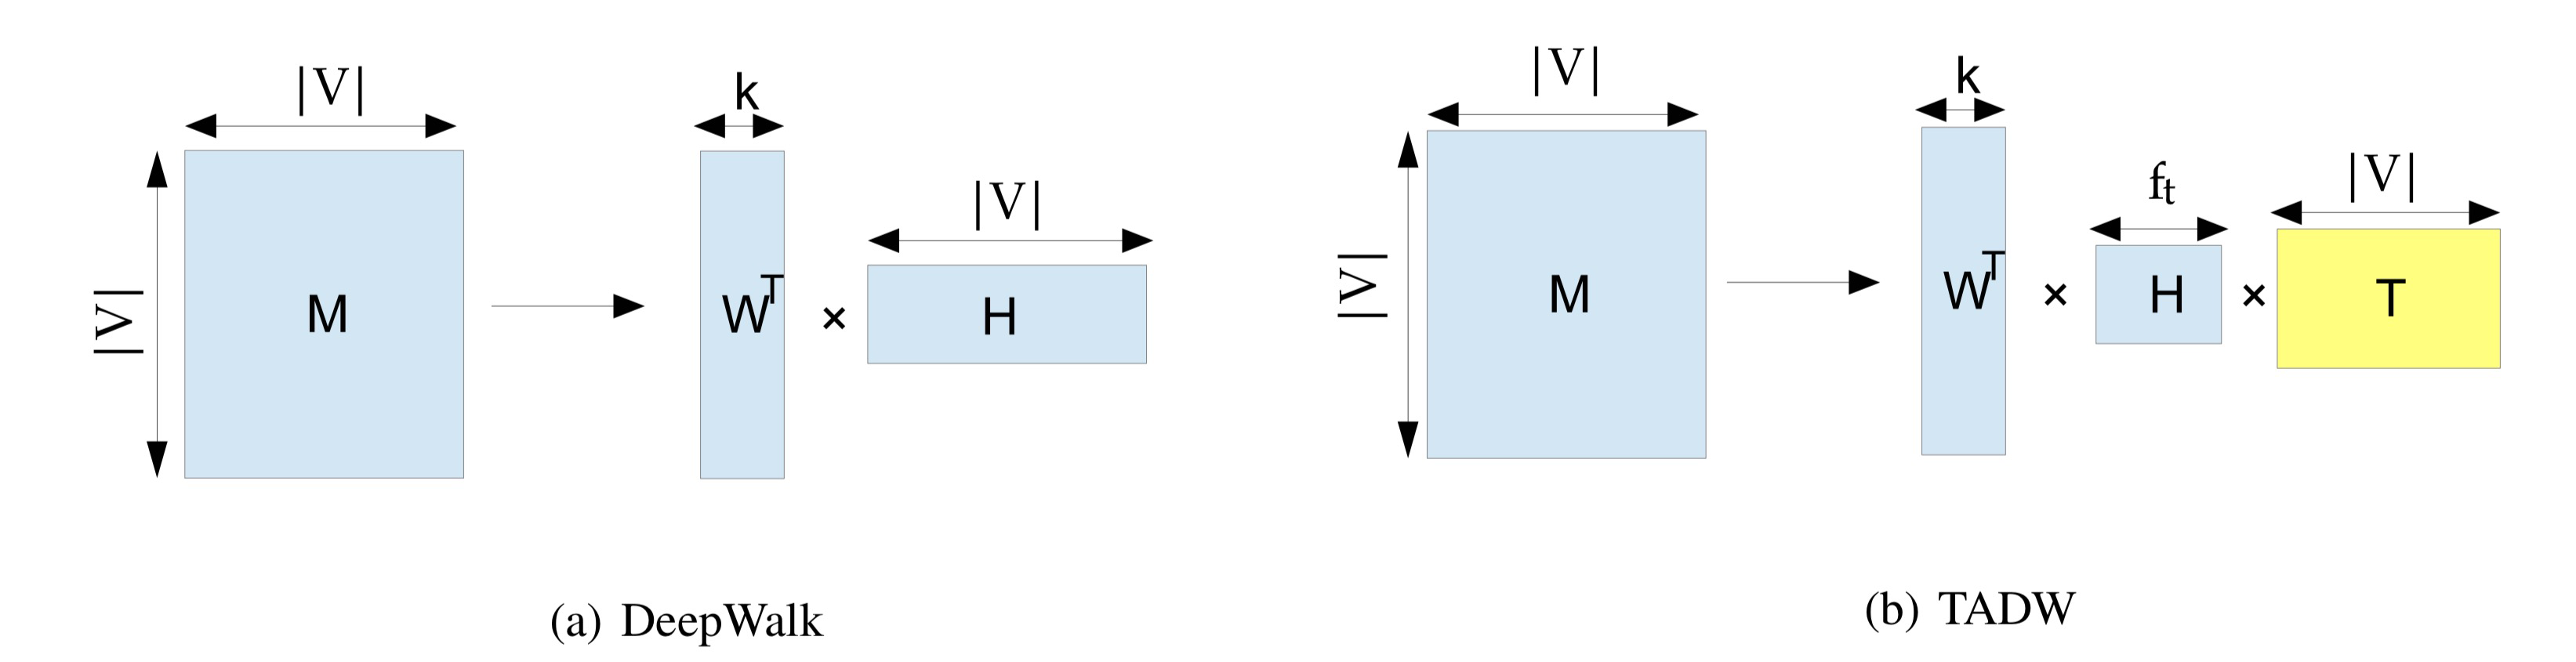 |V|
k
|V|
|V|
M
W^T
×
H
(a) DeepWalk
|V|
k
f_t
|V|
|V|
M
W^T
×
H
×
T
(b) TADW